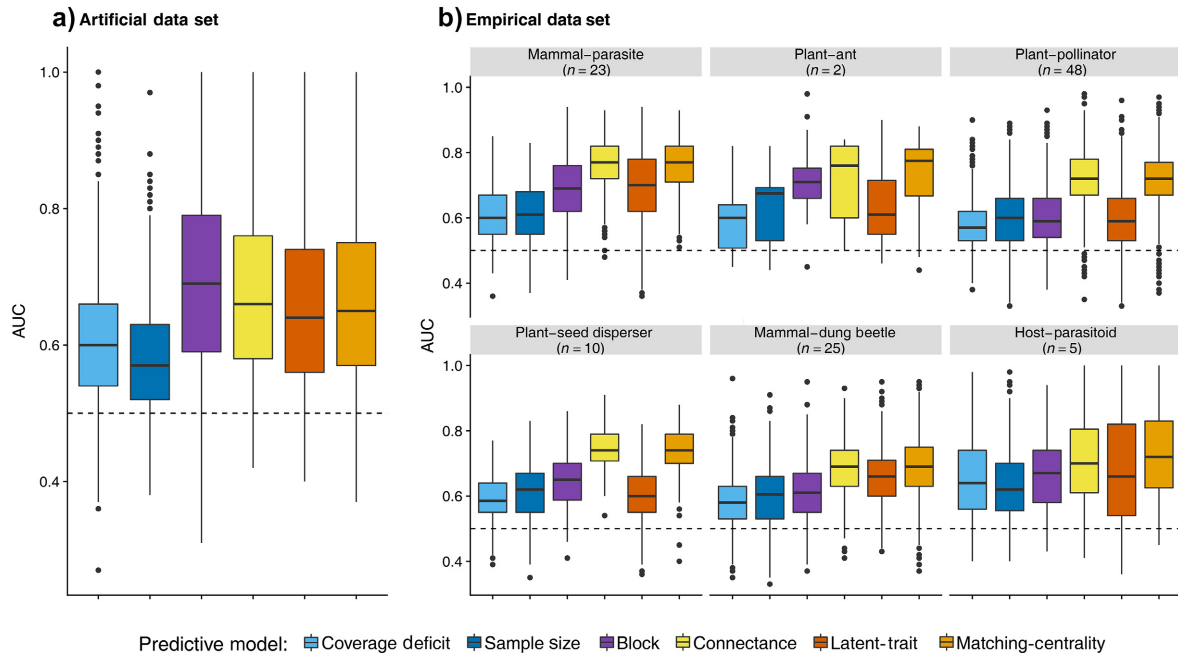 a) Artificial data set
AUC
1.0
0.8
0.6
0.4
b) Empirical data set
AUC
Mammal−parasite
(n = 23)
Plant−ant
(n = 2)
Plant−pollinator
(n = 48)
1.0
0.8
0.6
0.4
Plant−seed disperser
(n = 10)
Mammal−dung beetle
(n = 25)
Host−parasitoid
(n = 5)
1.0
0.8
0.6
0.4
Predictive model: Coverage deficit Sample size Block Connectance Latent-trait Matching-centrality